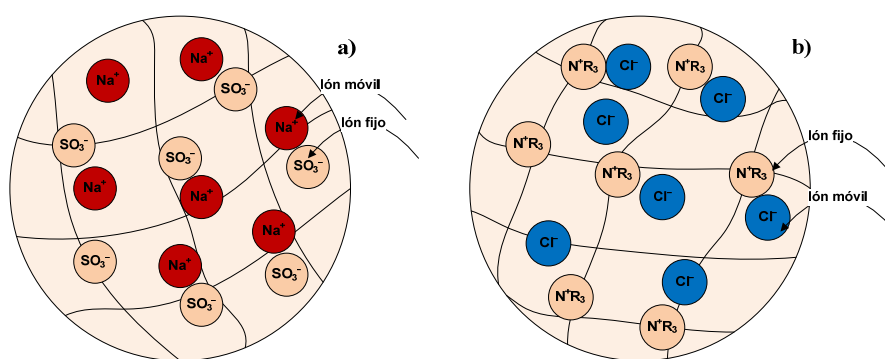 a)
Na⁺
Na⁺
SO₃⁻
Ión móvil
Na⁺
Ión fijo
SO₃⁻
SO₃⁻
SO₃⁻
Na⁺
Na⁺
Na⁺
SO₃⁻
Na⁺
SO₃⁻
SO₃⁻
b)
N⁺R₃
Cl⁻
N⁺R₃
Cl⁻
Cl⁻
N⁺R₃
Ión fijo
N⁺R₃
N⁺R₃
Cl⁻
Ión móvil
Cl⁻
Cl⁻
Cl⁻
N⁺R₃
N⁺R₃